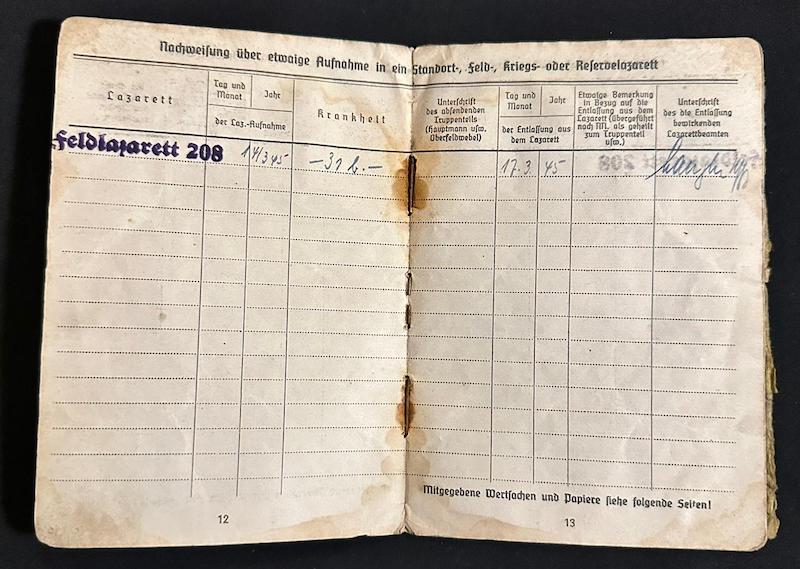 Nachweisung über etwaige Aufnahme in ein Standort-, Feld-, Kriegs- oder Reservelazarett
Lazarett
Tag und
Monat
Jahr
der Laz.-Aufnahme
Krankheit
Unterschrift
des absendenden
Truppenteils
(Hauptmann usw.
Oberfeldwebel)
Tag und
Monat
Jahr
der Entlassung aus
dem Lazarett
Etwaige Bemerkung
in Bezug auf die
Entlassung aus dem
Lazarett (übergeführt
nach N., als geheilt
zum Truppenteil
usw.)
Unterschrift
des die Entlassung
bewirkenden
Lazarettbeamten
Feldlazarett 208 14/3 45 – 31 b. – 17.3. 45
Mitgegebene Wertsachen und Papiere siehe folgende Seiten!
12
13